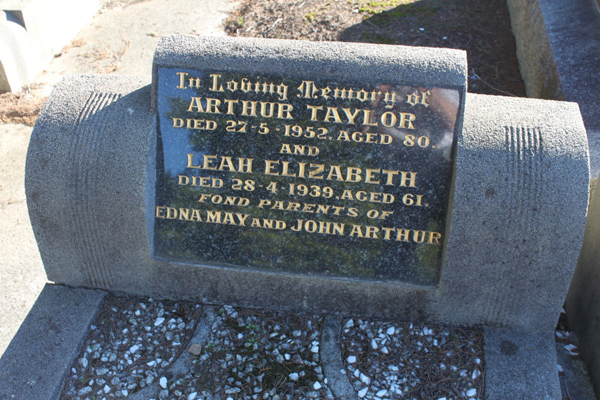 In Loving Memory of
ARTHUR TAYLOR
DIED 27-5-1952. AGED 80.
AND
LEAH ELIZABETH
DIED 28-4-1939. AGED 61.
FOND PARENTS OF
EDNA MAY AND JOHN ARTHUR